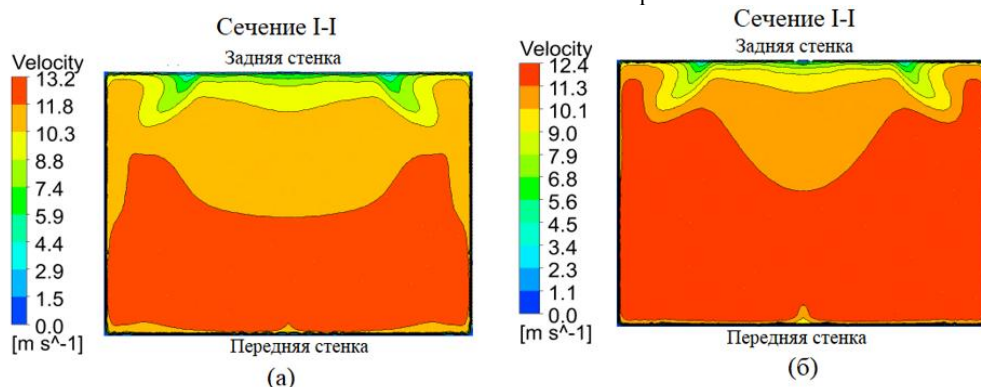 Сечение I-I
Задняя стенка
Velocity
13.2
11.8
10.3
8.8
7.4
5.9
4.4
2.9
1.5
0.0
[m s^-1]
Передняя стенка
(а)
Сечение I-I
Задняя стенка
Velocity
12.4
11.3
10.1
9.0
7.9
6.8
5.6
4.5
3.4
2.3
1.1
0.0
[m s^-1]
Передняя стенка
(б)